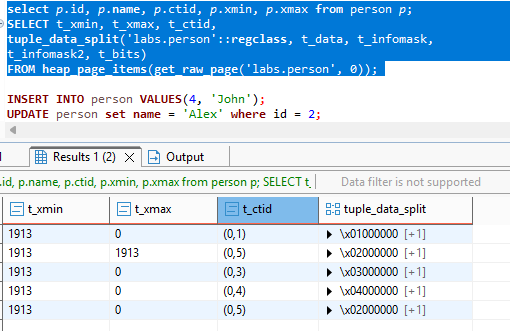 select p.id, p.name, p.ctid, p.xmin, p.xmax from person p;
SELECT t_xmin, t_xmax, t_ctid,
tuple_data_split('labs.person'::regclass, t_data, t_infomask,
t_infomask2, t_bits)
FROM heap_page_items(get_raw_page('labs.person', 0));
INSERT INTO person VALUES(4, 'John');
UPDATE person set name = 'Alex' where id = 2;
Results 1 (2) Output
.id, p.name, p.ctid, p.xmin, p.xmax from person p; SELECT t_ Data filter is not supported
t_xmin t_xmax t_ctid tuple_data_split
1913 0 (0,1) \x01000000 [+1]
1913 1913 (0,5) \x02000000 [+1]
1913 0 (0,3) \x03000000 [+1]
1913 0 (0,4) \x04000000 [+1]
1913 0 (0,5) \x02000000 [+1]